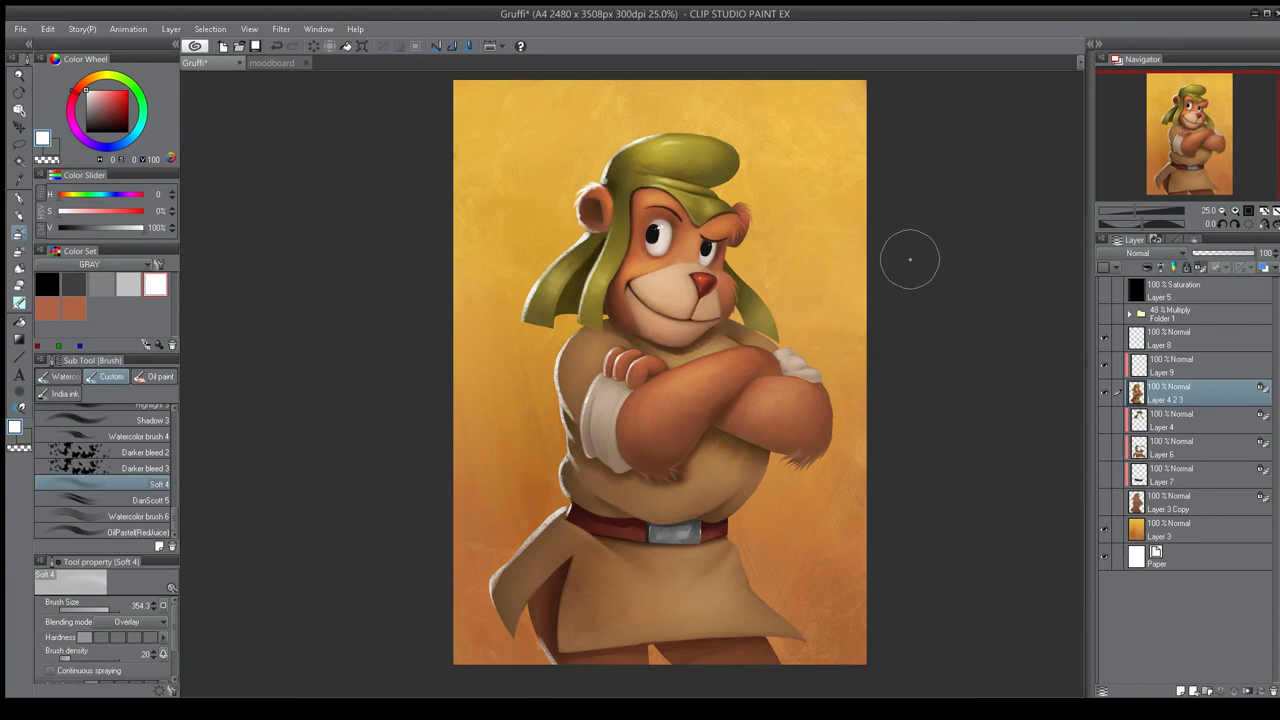 Gruffi* (A4 2480 x 3508px 300dpi 25.0%) - CLIP STUDIO PAINT EX
File Edit Story(P) Animation Layer Selection View Filter Window Help
Color Wheel
Gruffi*
moodboard
Navigator
H 0 S 0 V 100
Color Slider
H 0
S 0%
V 100%
25.0
0.0
Color Set
GRAY
Layer
Normal 100
100 % Saturation
Layer 5
48 % Multiply
Folder 1
100 % Normal
Layer 8
100 % Normal
Layer 9
100 % Normal
Layer 4 2 3
100 % Normal
Layer 4
100 % Normal
Layer 6
100 % Normal
Layer 7
100 % Normal
Layer 3 Copy
100 % Normal
Layer 3
Paper
Sub Tool [Brush]
Custom
Oil paint
India ink
Highlight 3
Shadow 3
Watercolor brush 4
Darker bleed 2
Darker bleed 3
Soft 4
DanScott 5
Watercolor brush 6
OilPastel(RedJuice)
Tool property [Soft 4]
Soft 4
Brush Size 354.3
Blending mode Overlay
Hardness
Brush density 20
Continuous spraying